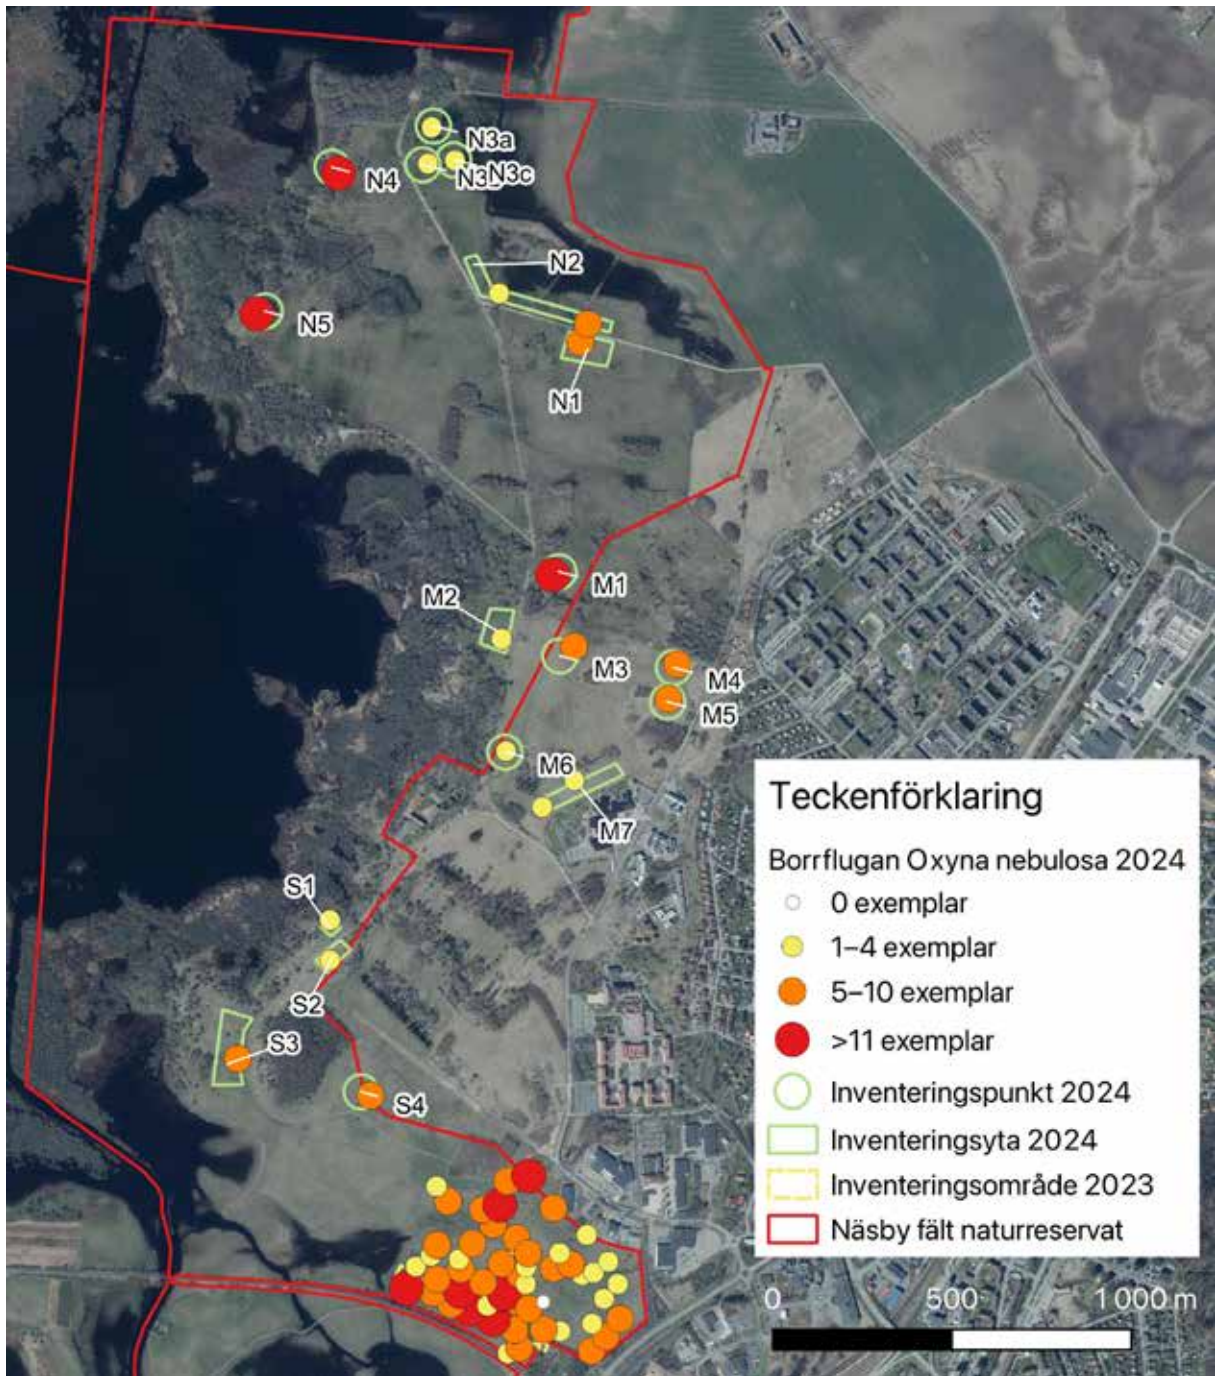 N3a
N3c
N4
N2
N5
N1
M1
M2
M3
M4
M5
M6
M7
S1
S2
S3
S4
Teckenförklaring
Borrflugan Oxyna nebulosa 2024
0 exemplar
1–4 exemplar
5–10 exemplar
>11 exemplar
Inventeringspunkt 2024
Inventeringsyta 2024
Inventeringsområde 2023
Näsby fält naturreservat
0 500 1 000 m